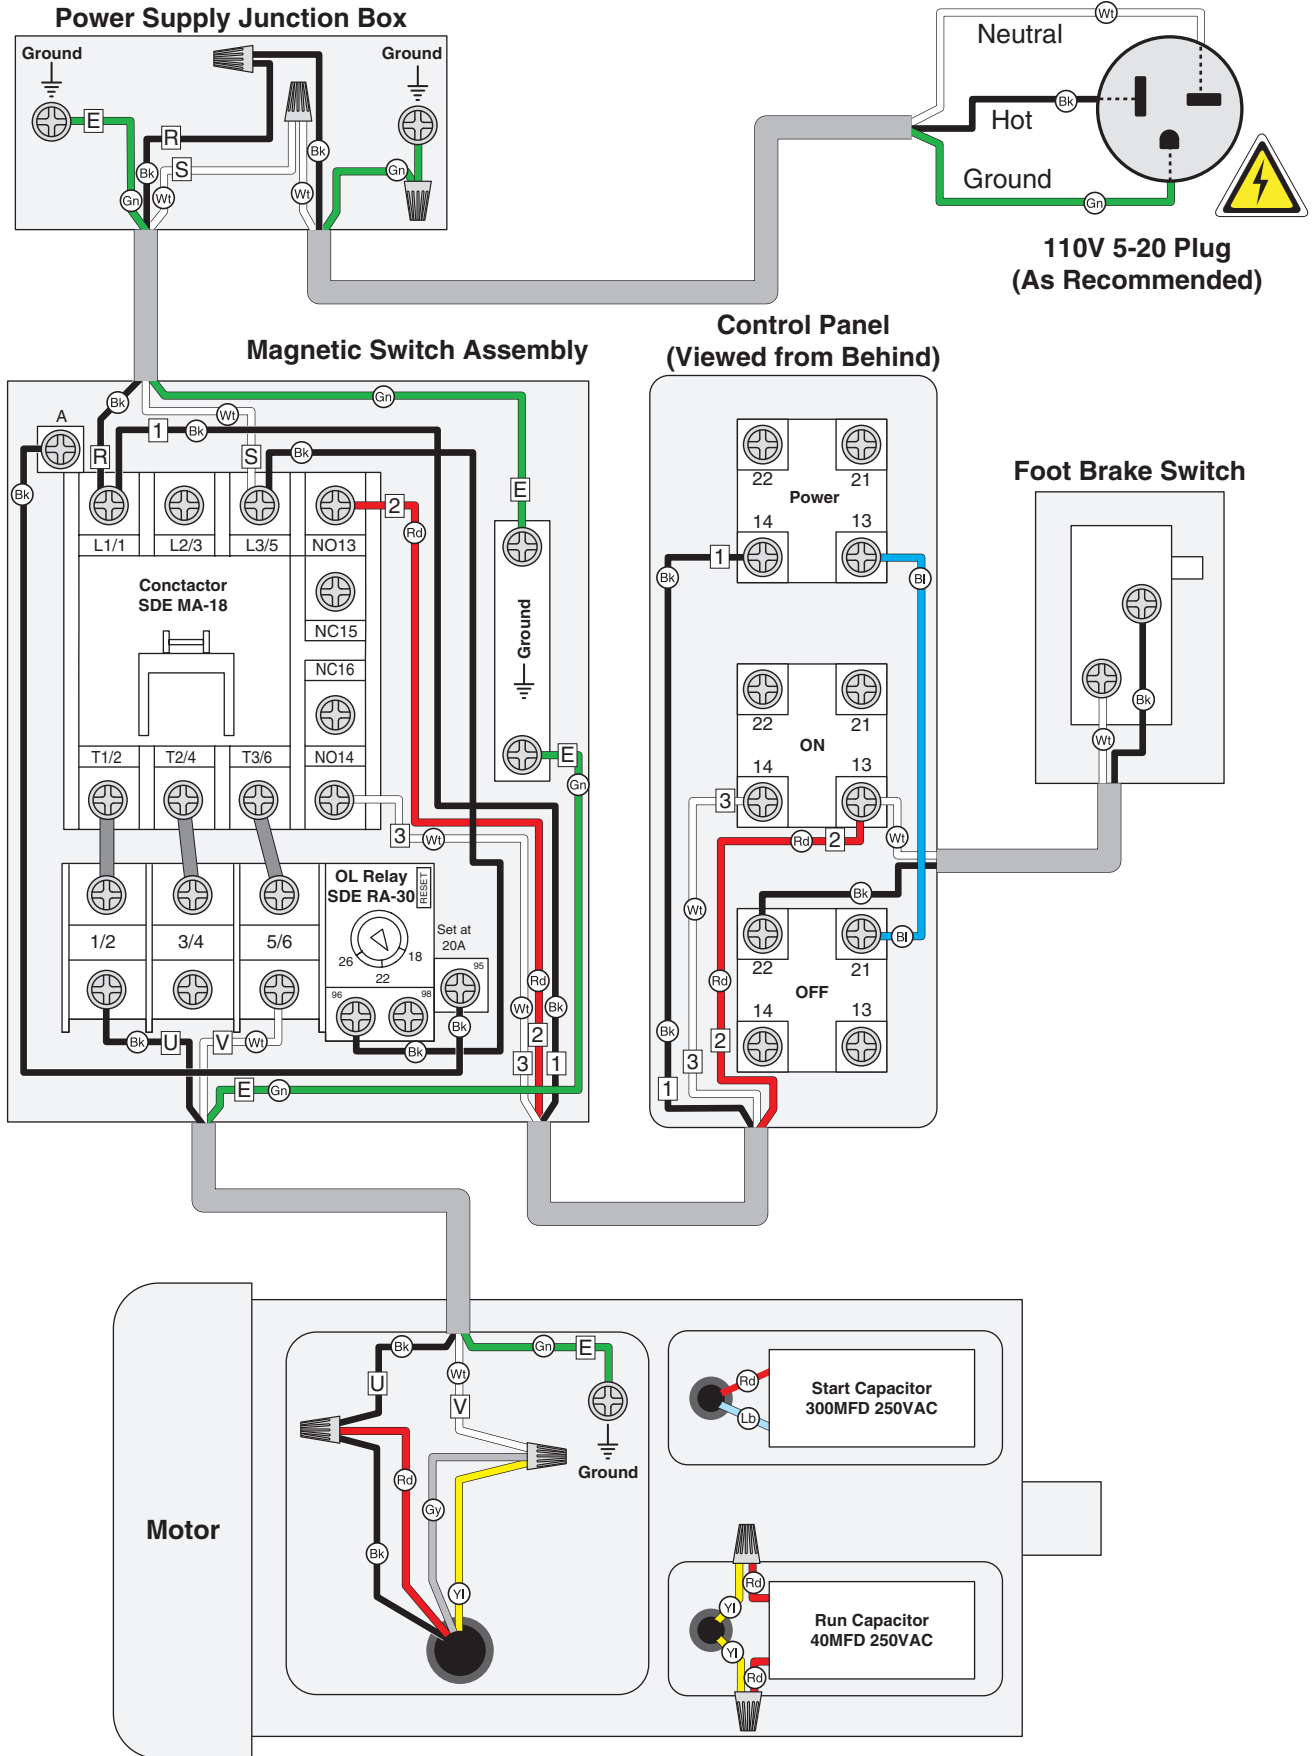 Power Supply Junction Box
Ground
Ground
E
R
S
Bk
Bk
Gn
Wt
Wt
Gn
Neutral
Wt
Hot
Bk
Ground
Gn
110V 5-20 Plug
(As Recommended)
Magnetic Switch Assembly
A
Bk
Wt
Gn
1
Bk
R
S
Bk
E
Bk
2
Rd
L1/1
L2/3
L3/5
NO13
Conctactor
SDE MA-18
NC15
NC16
Ground
T1/2
T2/4
T3/6
NO14
E
Gn
3
Wt
OL Relay
SDE RA-30
RESET
Set at
20A
26
18
22
1/2
3/4
5/6
95
96
98
Rd
Wt
Bk
Bk
Bk
U
V
Wt
Bk
2
3
1
E
Gn
Control Panel
(Viewed from Behind)
22
21
Power
14
13
1
Bk
Bl
22
21
ON
14
13
3
Rd
2
Wt
Bk
Wt
22
21
Bl
OFF
14
13
Rd
Bk
2
3
1
Foot Brake Switch
Bk
Wt
Motor
Bk
Gn
E
U
Wt
V
Ground
Rd
Gy
Bk
Yl
Rd
Lb
Start Capacitor
300MFD 250VAC
Rd
Yl
Yl
Rd
Run Capacitor
40MFD 250VAC